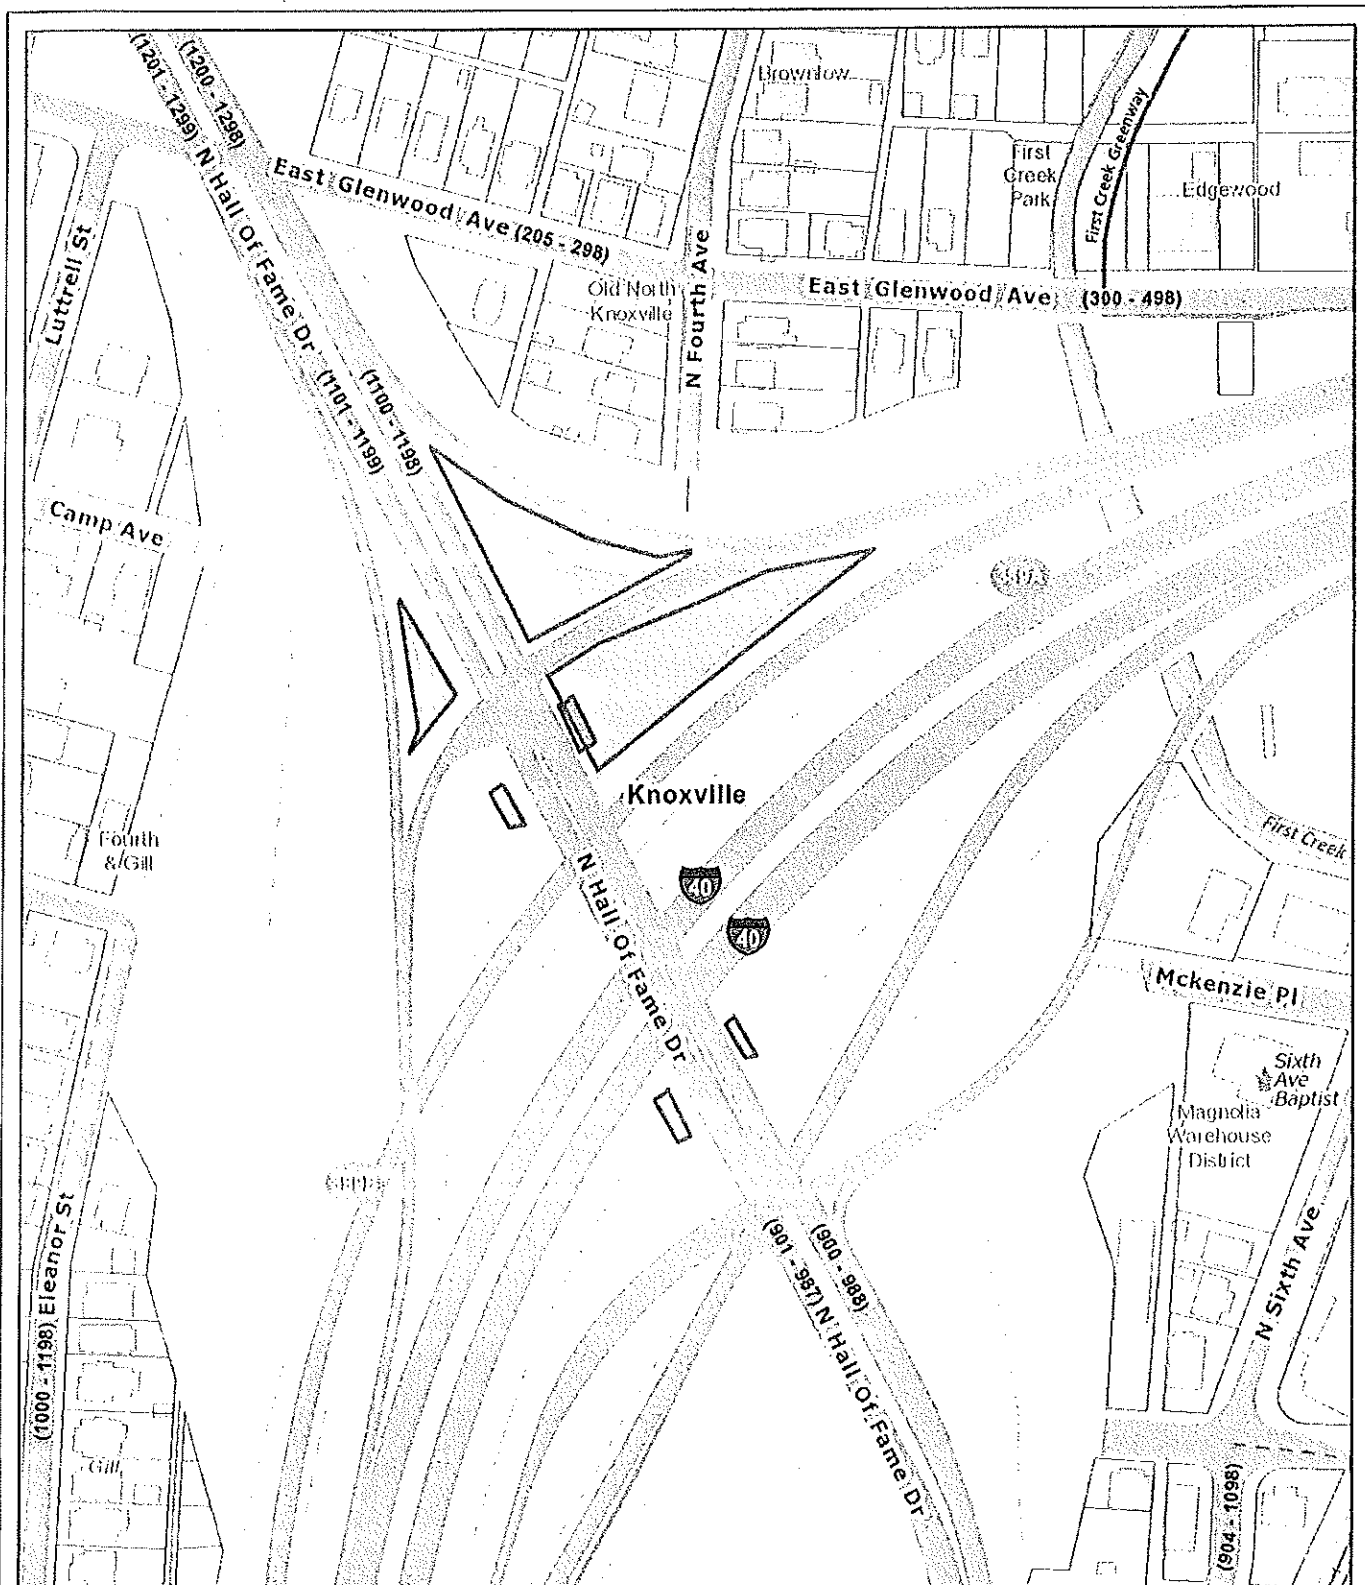 (1201 - 1299)
(1200 - 1298)
Brownlow
First
Creek
Park
First Creek Greenway
Edgewood
N Hall Of Fame Dr
East Glenwood Ave (205 - 298)
Luttrell St
N Fourth Ave
Old North
Knoxville
East Glenwood Ave (300 - 498)
(1101 - 1199)
(1100 - 1198)
Camp Ave
Knoxville
Fourth
& Gill
First Creek
40
40
N Hall Of Fame Dr
Mckenzie Pl
Sixth
Ave
Baptist
Magnolia
Warehouse
District
(1000 - 1198) Eleanor St
(901 - 987) N Hall Of Fame Dr
(900 - 988)
N Sixth Ave
Gill
(904 - 1098)